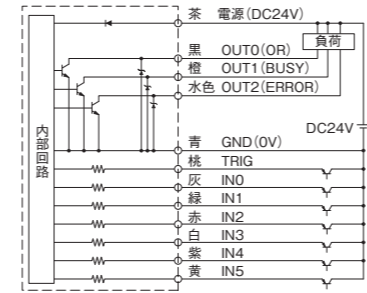 茶 電源(DC24V)
負荷
黒 OUT0(OR)
橙 OUT1(BUSY)
水色 OUT2(ERROR)
内部回路
DC24V
青 GND(0V)
桃 TRIG
灰 IN0
緑 IN1
赤 IN2
白 IN3
紫 IN4
黄 IN5